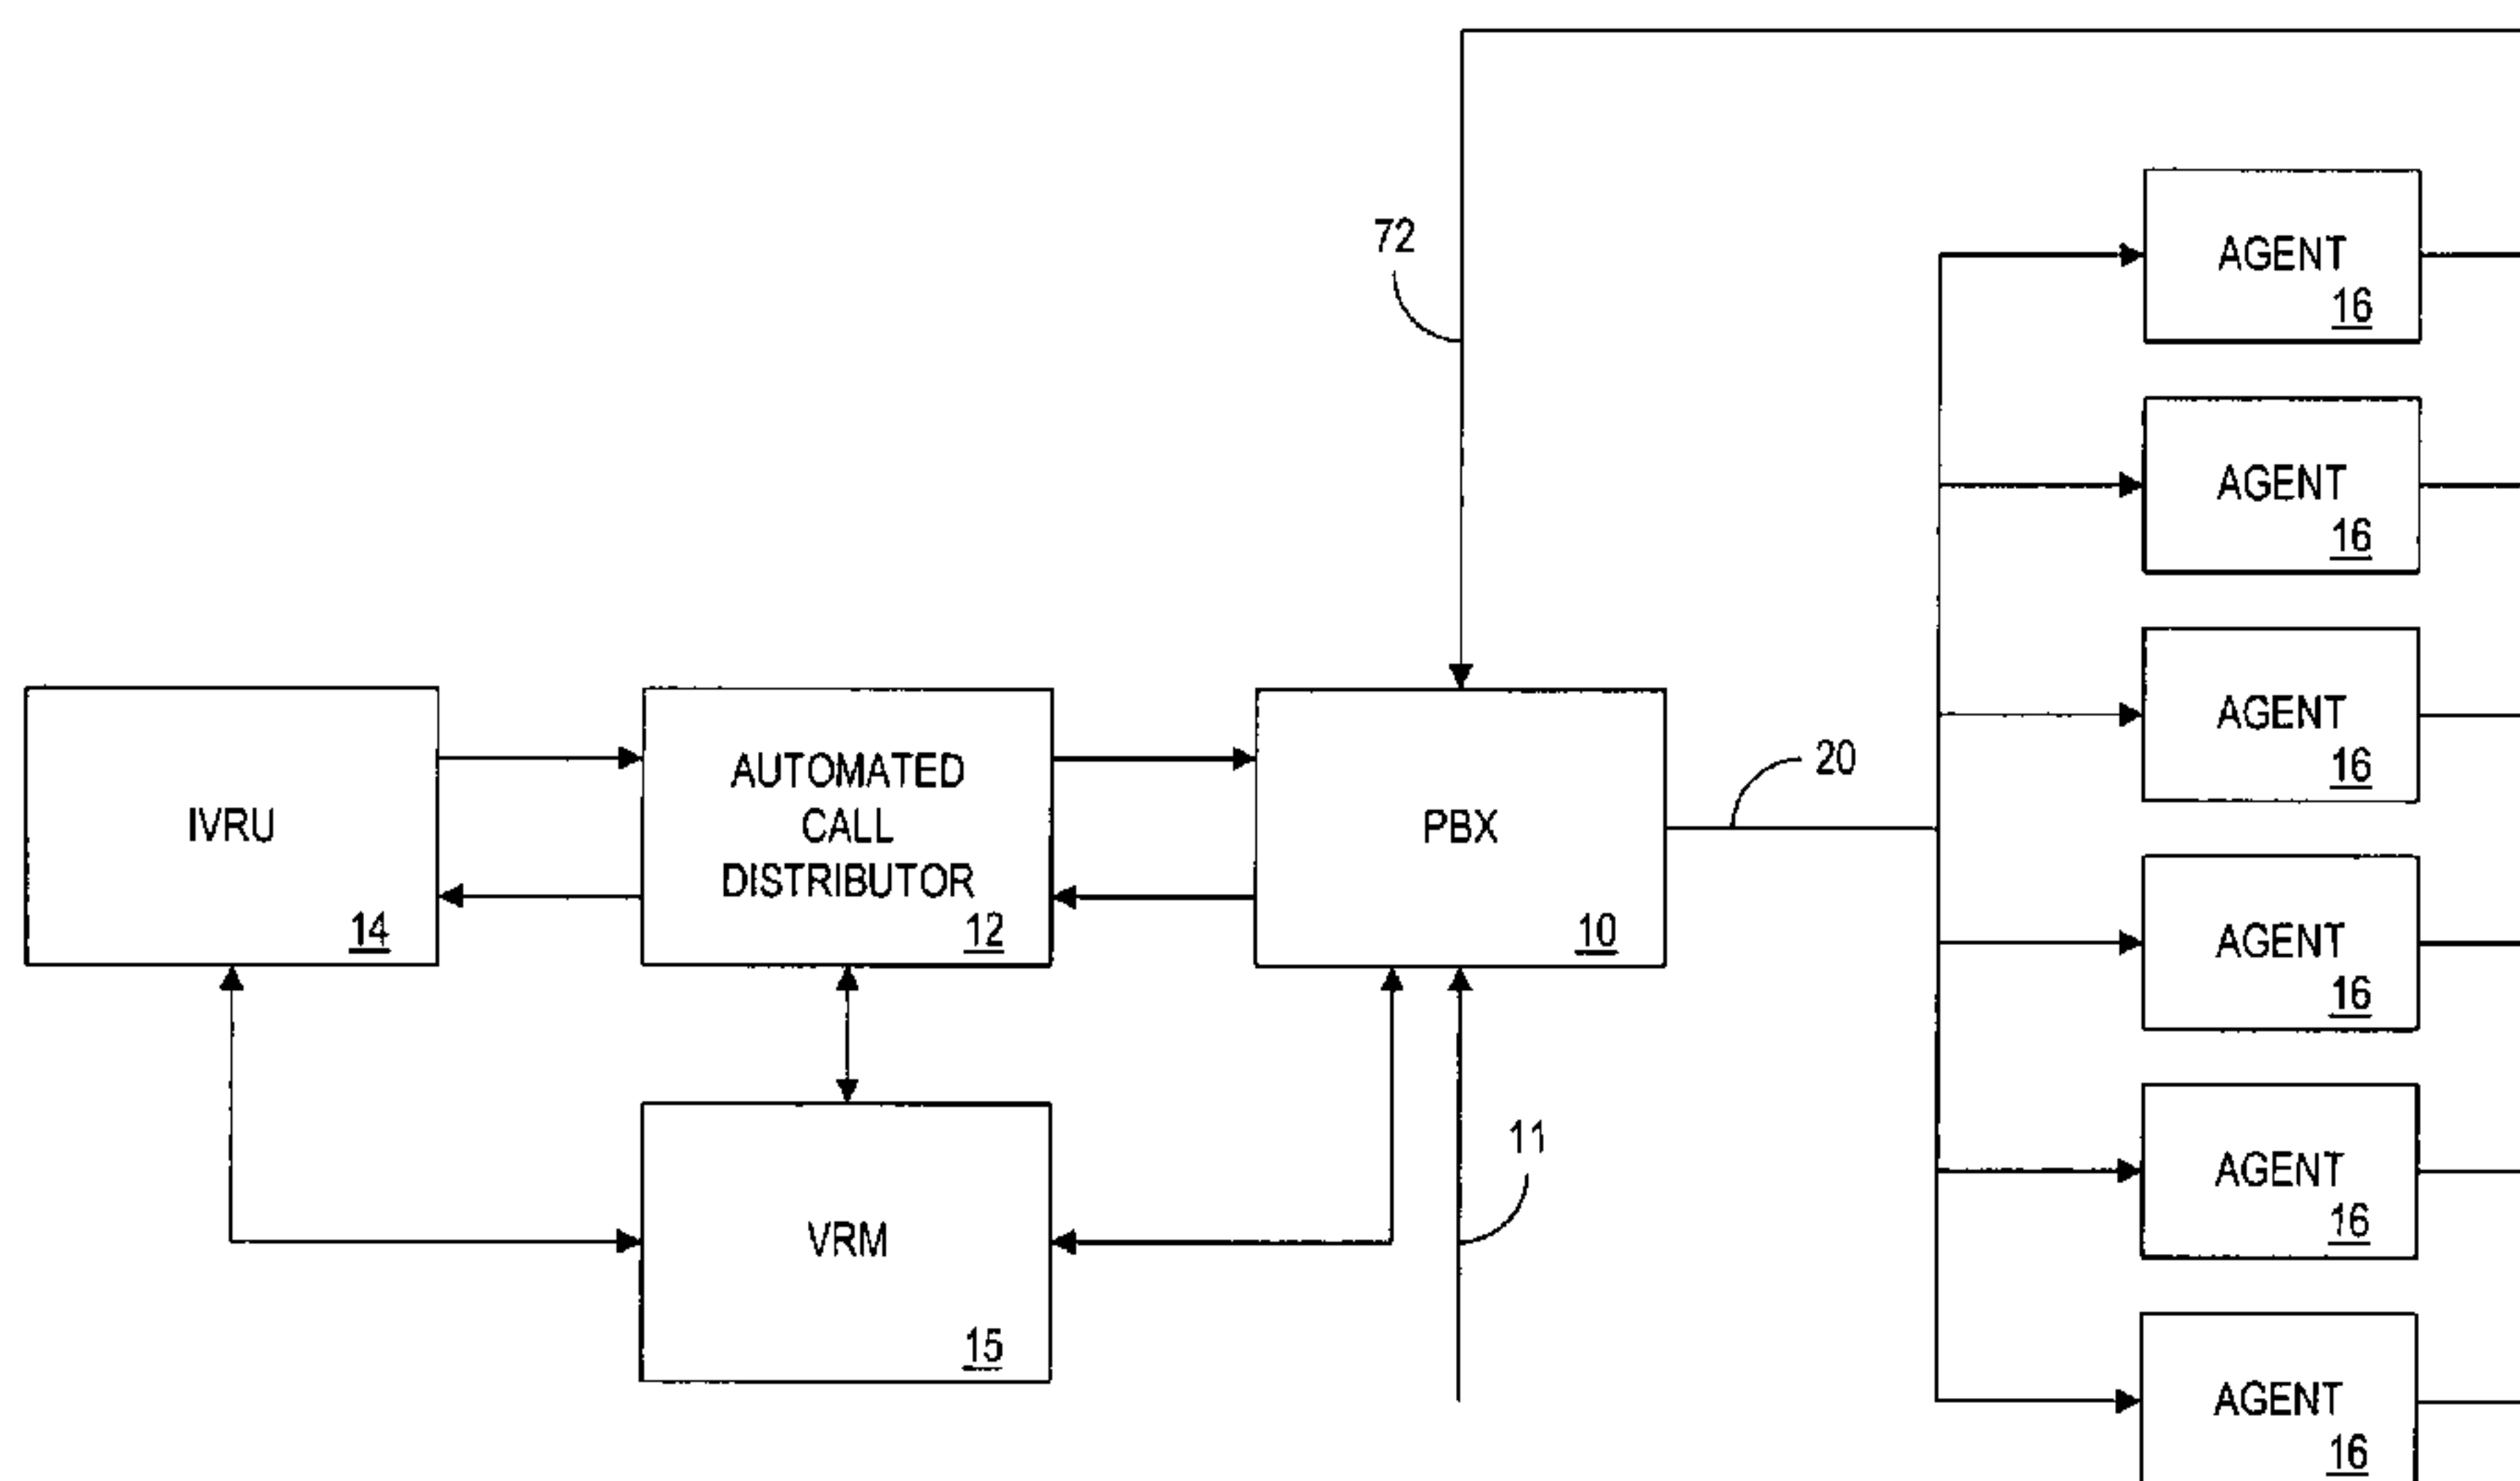 72
AGENT
16
AGENT
16
AGENT
16
IVRU
14
AUTOMATED
CALL
DISTRIBUTOR
12
PBX
10
20
AGENT
16
VRM
15
11
AGENT
16
AGENT
16